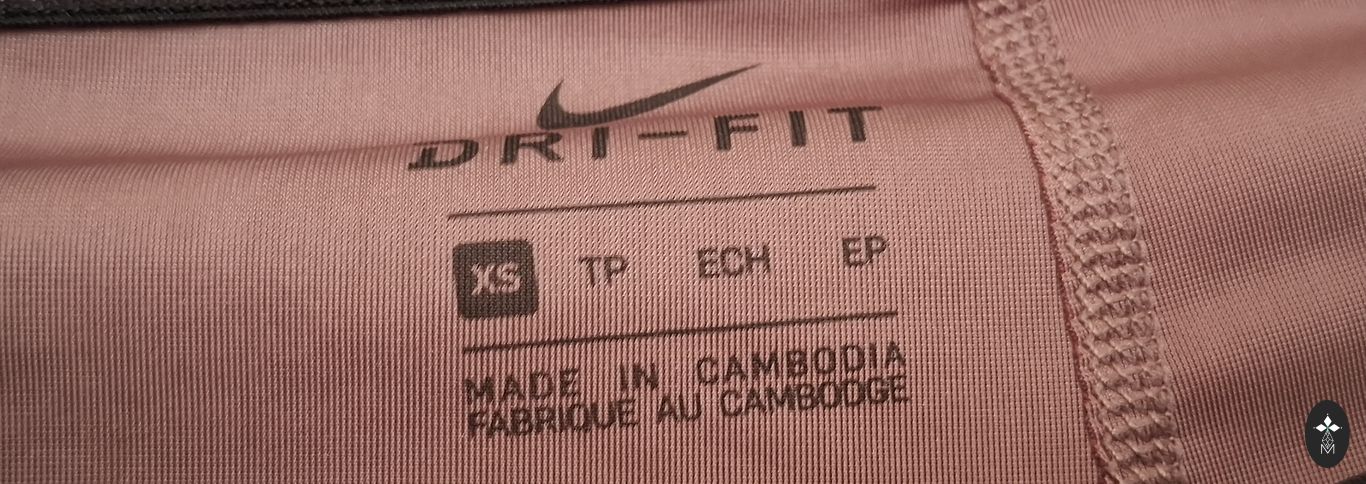 DRI-FIT
XS TP ECH EP
MADE IN CAMBODIA
FABRIQUE AU CAMBODGE
M